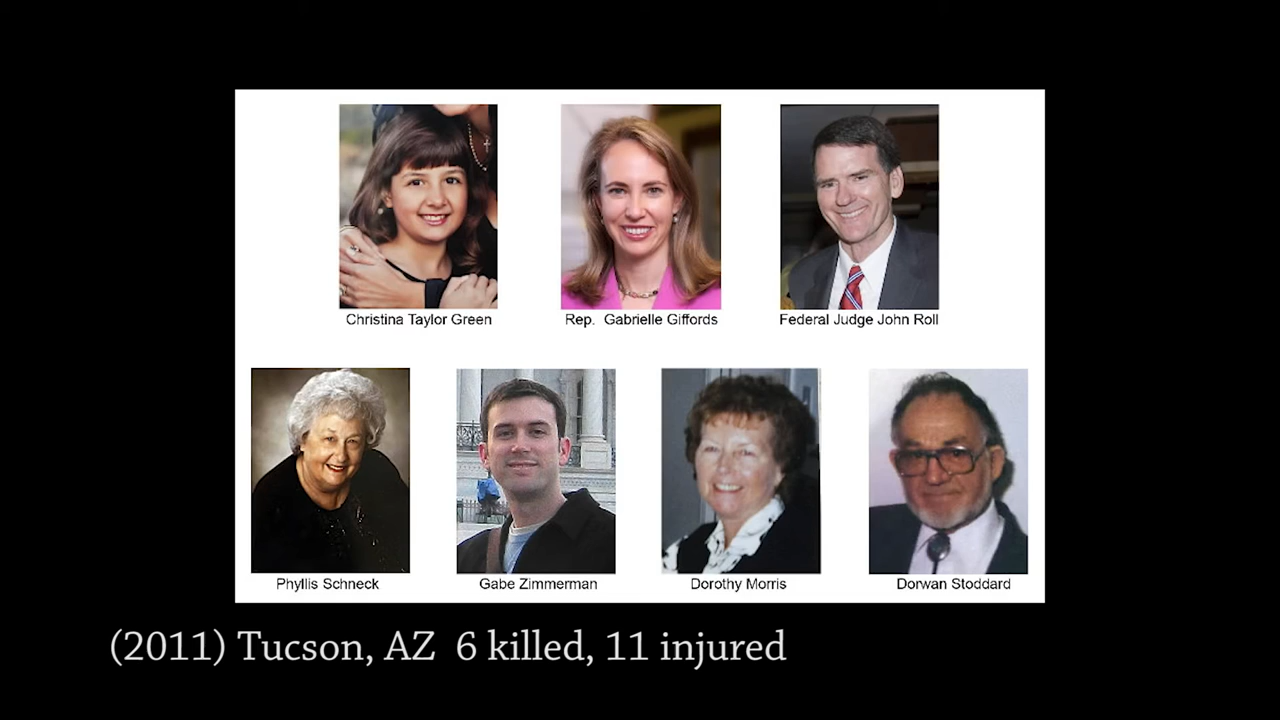 Christina Taylor Green
Rep. Gabrielle Giffords
Federal Judge John Roll
Phyllis Schneck
Gabe Zimmerman
Dorothy Morris
Dorwan Stoddard
(2011) Tucson, AZ 6 killed, 11 injured